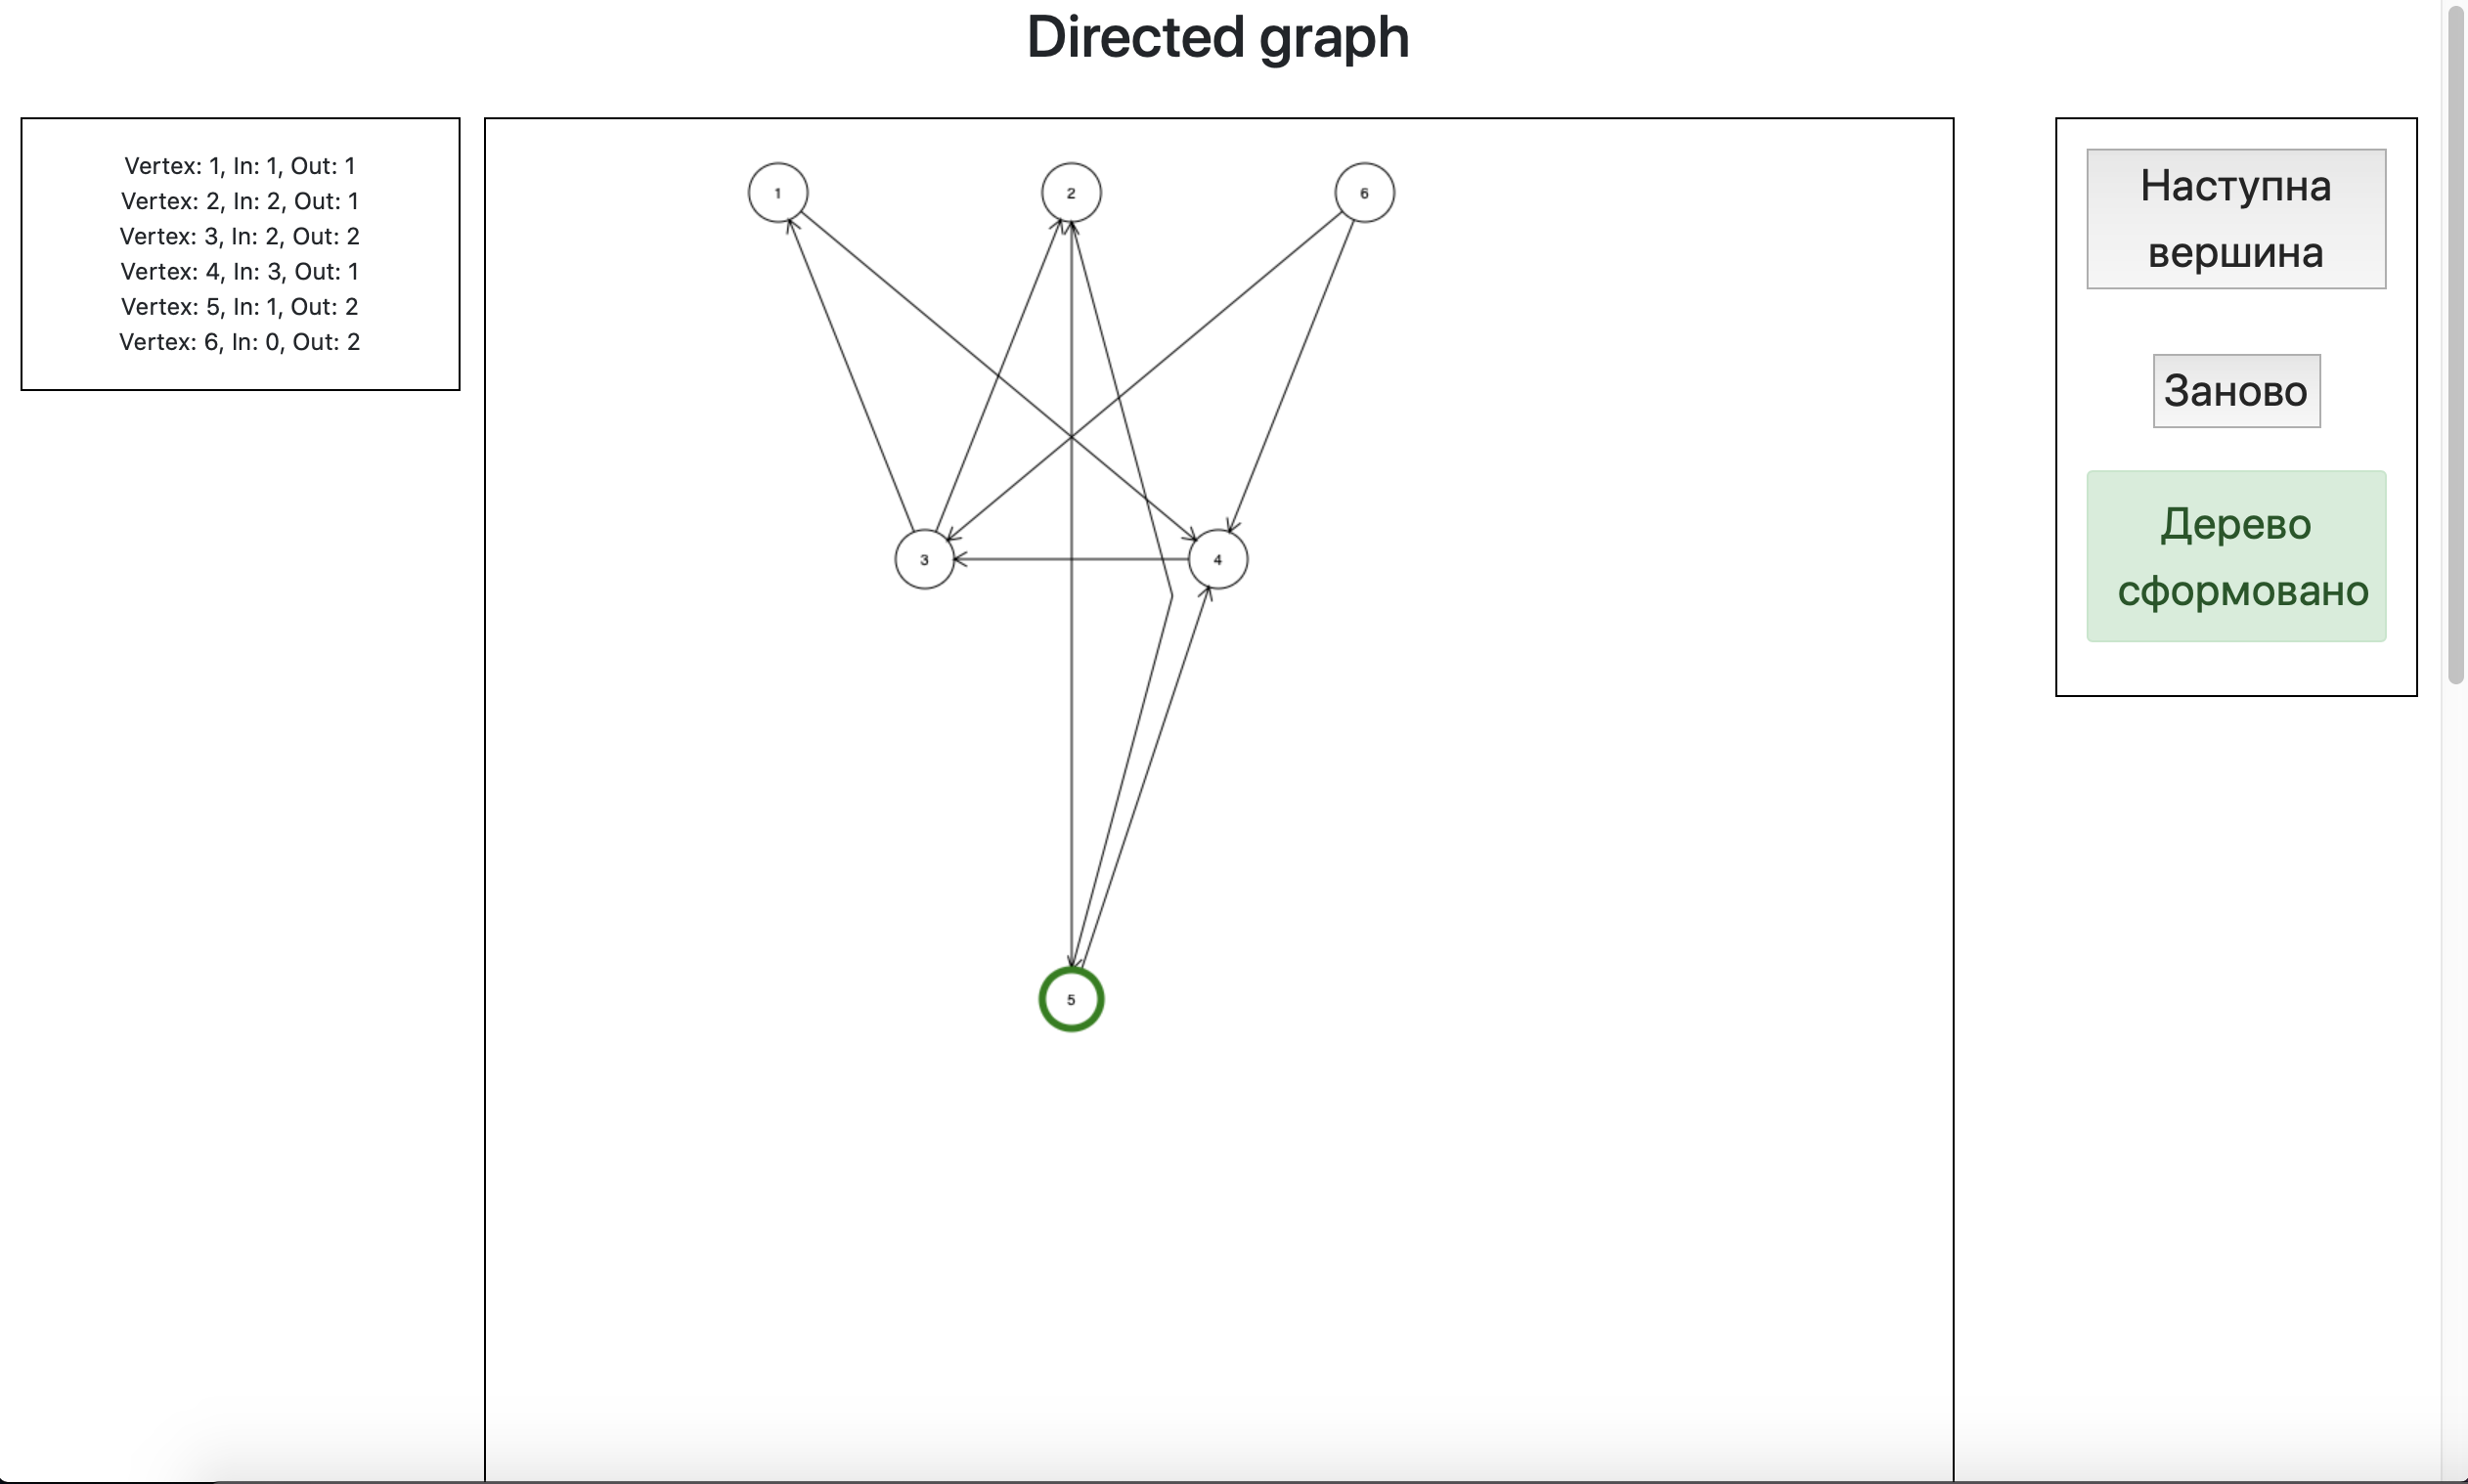 Directed graph
Vertex: 1, In: 1, Out: 1
Vertex: 2, In: 2, Out: 1
Vertex: 3, In: 2, Out: 2
Vertex: 4, In: 3, Out: 1
Vertex: 5, In: 1, Out: 2
Vertex: 6, In: 0, Out: 2
1
2
6
3
4
5
Наступна
вершина
Заново
Дерево
сформовано